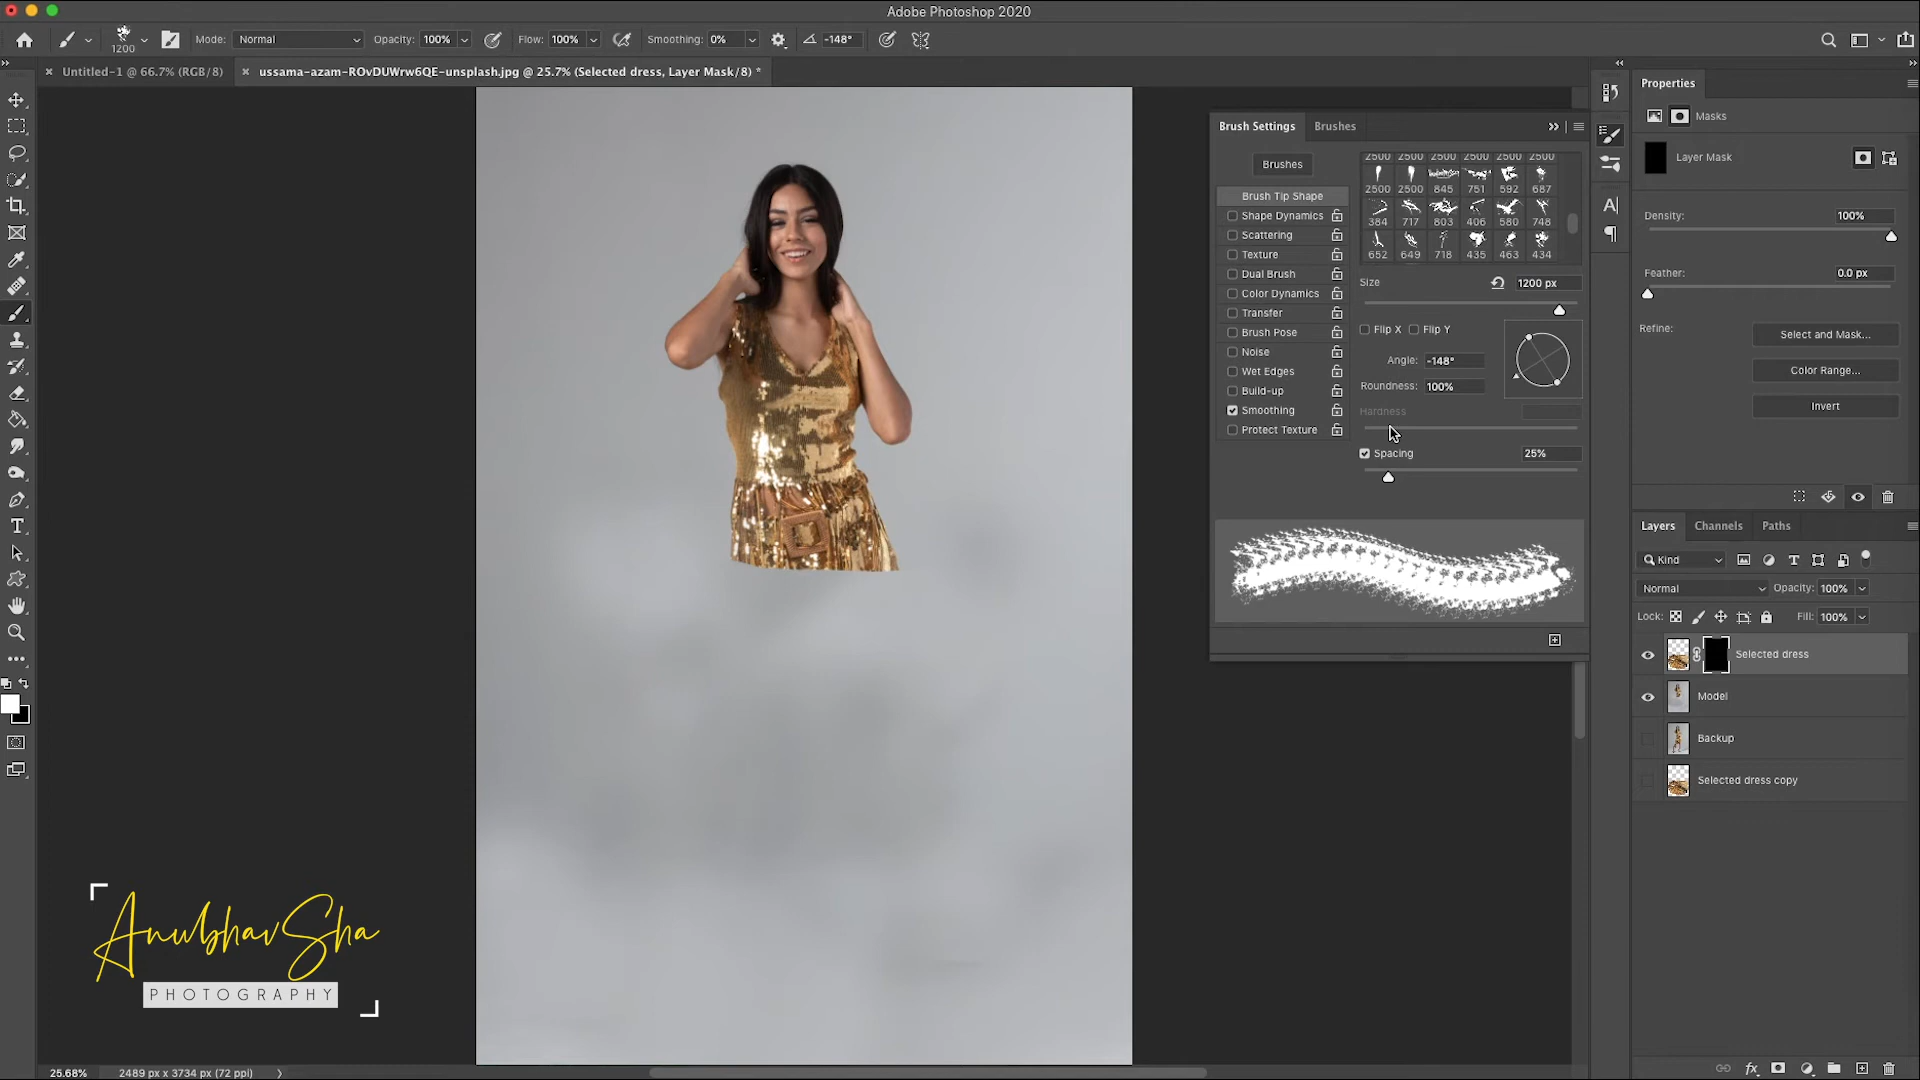 Adobe Photoshop 2020
1200 Mode: Normal Opacity: 100% Flow: 100% Smoothing: 0% -148°
Untitled-1 @ 66.7% (RGB/8) ussama-azam-ROvDUWrw6QE-unsplash.jpg @ 25.7% (Selected dress, Layer Mask/8) *
Brush Settings Brushes
Brushes
Brush Tip Shape
Shape Dynamics
Scattering
Texture
Dual Brush
Color Dynamics
Transfer
Brush Pose
Noise
Wet Edges
Build-up
Smoothing
Protect Texture
2500 2500 2500 2500 2500 2500
2500 2500 845 751 592 687
384 717 803 406 580 748
652 649 718 435 463 434
Size 1200 px
Flip X Flip Y
Angle: -148°
Roundness: 100%
Hardness
Spacing 25%
Properties
Masks
Layer Mask
Density: 100%
Feather: 0.0 px
Refine: Select and Mask...
Color Range...
Invert
Layers Channels Paths
Kind
Normal Opacity: 100%
Lock: Fill: 100%
Selected dress
Model
Backup
Selected dress copy
AnubhavSha
PHOTOGRAPHY
25.68% 2489 px x 3734 px (72 ppi)